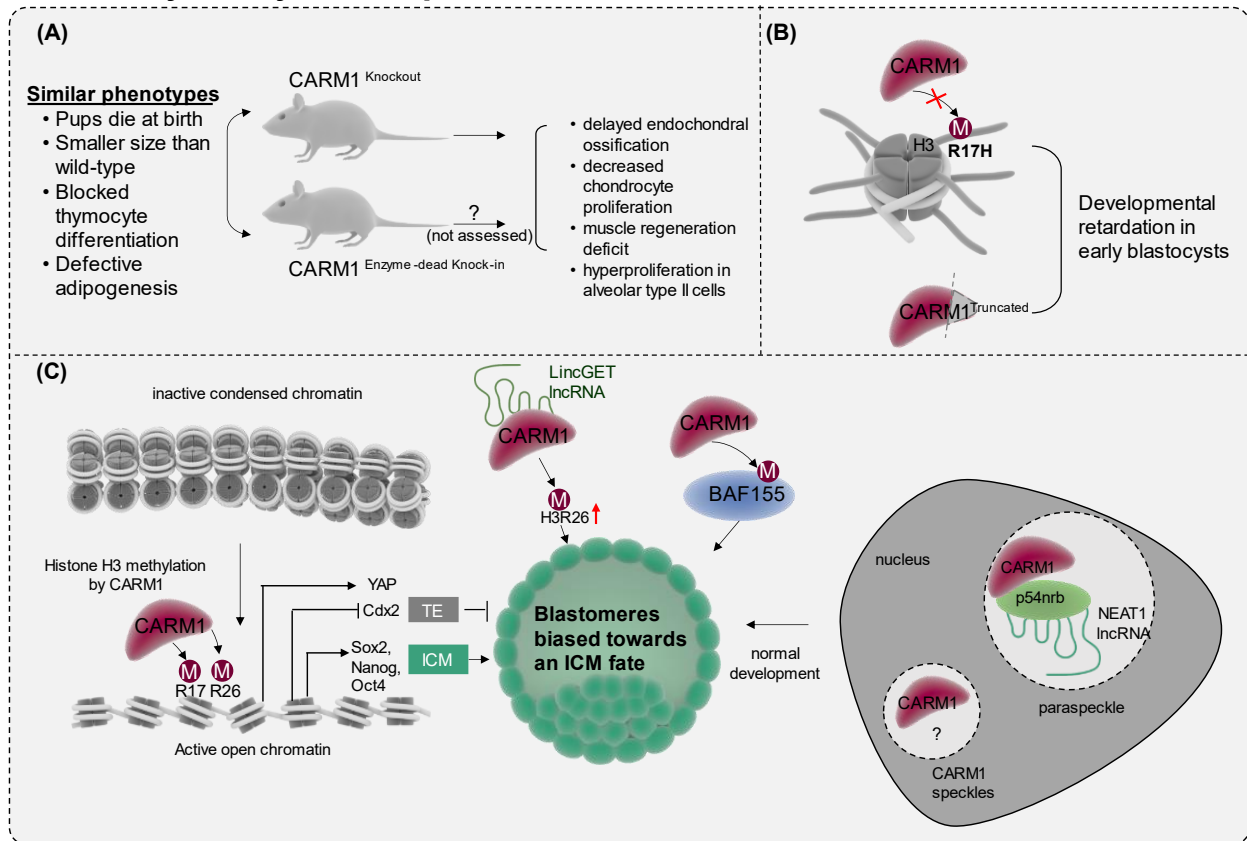 (A)
Similar phenotypes
• Pups die at birth
• Smaller size than
wild-type
• Blocked
thymocyte
differentiation
• Defective
adipogenesis
CARM1 Knockout
?
(not assessed)
CARM1 Enzyme -dead Knock-in
• delayed endochondral
ossification
• decreased
chondrocyte
proliferation
• muscle regeneration
deficit
• hyperproliferation in
alveolar type II cells
(B)
CARM1
M
H3
R17H
CARM1 Truncated
Developmental
retardation in
early blastocysts
(C)
inactive condensed chromatin
Histone H3 methylation
by CARM1
CARM1
M M
R17 R26
Active open chromatin
YAP
Cdx2
TE
Sox2,
Nanog,
Oct4
ICM
LincGET
lncRNA
CARM1
M
H3R26
CARM1
M
BAF155
Blastomeres
biased towards
an ICM fate
normal
development
nucleus
CARM1
p54nrb
NEAT1
lncRNA
paraspeckle
CARM1
?
CARM1
speckles